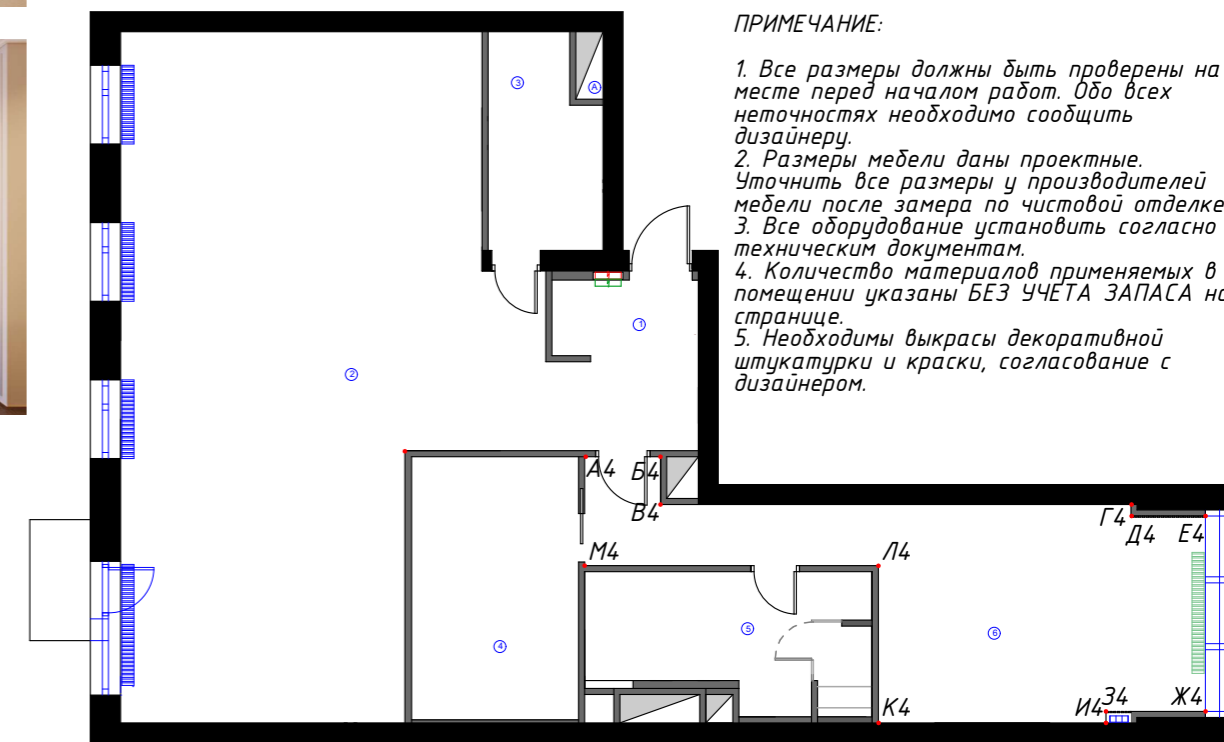 ПРИМЕЧАНИЕ:
1. Все размеры должны быть проверены на
месте перед началом работ. Обо всех
неточностях необходимо сообщить
дизайнеру.
2. Размеры мебели даны проектные.
Уточнить все размеры у производителей
мебели после замера по чистовой отделке
3. Все оборудование установить согласно
техническим документам.
4. Количество материалов применяемых в
помещении указаны БЕЗ УЧЕТА ЗАПАСА на
странице.
5. Необходимы выкрасы декоративной
штукатурки и краски, согласование с
дизайнером.
3
А
1
2
А4
Б4
В4
Г4
Д4
Е4
М4
Л4
5
6
4
К4
И4
З4
Ж4